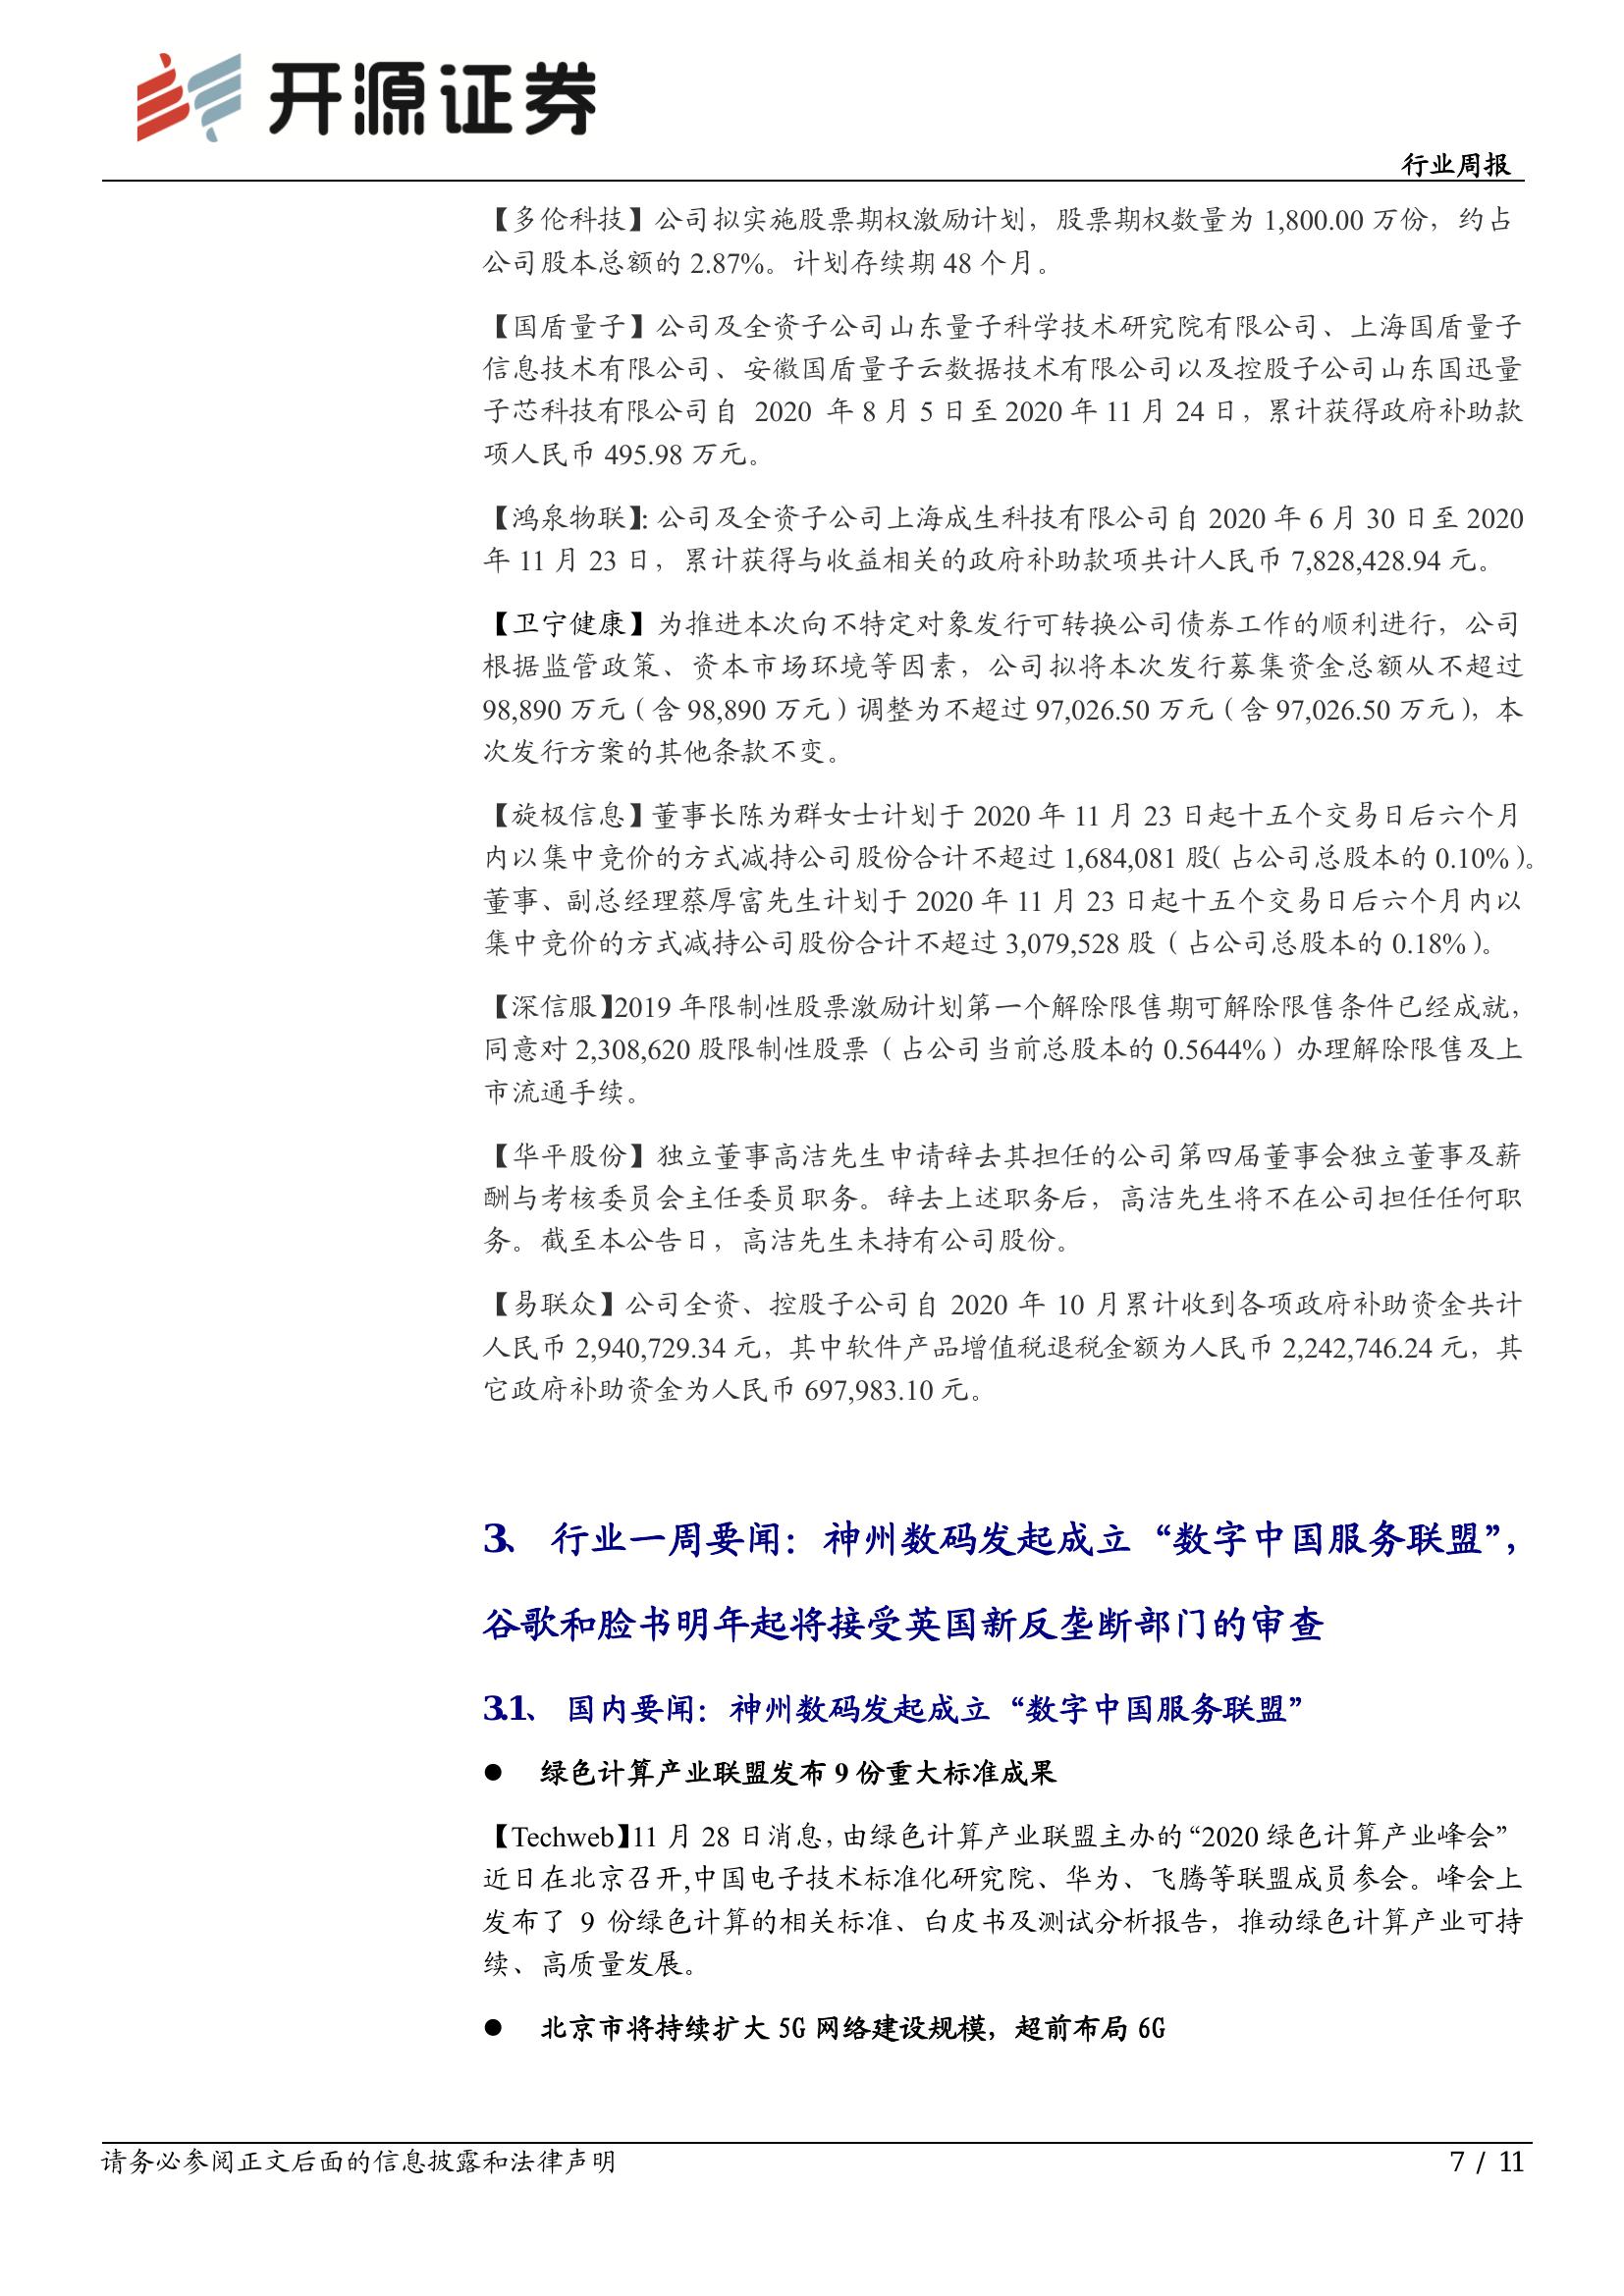 开源证券
行业周报
【多伦科技】公司拟实施股票期权激励计划，股票期权数量为 1,800.00 万份，约占
公司股本总额的 2.87%。计划存续期 48 个月。
【国盾量子】公司及全资子公司山东量子科学技术研究院有限公司、上海国盾量子
信息技术有限公司、安徽国盾量子云数据技术有限公司以及控股子公司山东国迅量
子芯科技有限公司自 2020 年 8 月 5 日至 2020 年 11 月 24 日，累计获得政府补助款
项人民币 495.98 万元。
【鸿泉物联】：公司及全资子公司上海成生科技有限公司自 2020 年 6 月 30 日至 2020
年 11 月 23 日，累计获得与收益相关的政府补助款项共计人民币 7,828,428.94 元。
【卫宁健康】为推进本次向不特定对象发行可转换公司债券工作的顺利进行，公司
根据监管政策、资本市场环境等因素，公司拟将本次发行募集资金总额从不超过
98,890 万元（含 98,890 万元）调整为不超过 97,026.50 万元（含 97,026.50 万元），本
次发行方案的其他条款不变。
【旋极信息】董事长陈为群女士计划于 2020 年 11 月 23 日起十五个交易日后六个月
内以集中竞价的方式减持公司股份合计不超过 1,684,081 股（占公司总股本的 0.10%）。
董事、副总经理蔡厚富先生计划于 2020 年 11 月 23 日起十五个交易日后六个月内以
集中竞价的方式减持公司股份合计不超过 3,079,528 股（占公司总股本的 0.18%）。
【深信服】2019 年限制性股票激励计划第一个解除限售期可解除限售条件已经成就，
同意对 2,308,620 股限制性股票（占公司当前总股本的 0.5644%）办理解除限售及上
市流通手续。
【华平股份】独立董事高洁先生申请辞去其担任的公司第四届董事会独立董事及薪
酬与考核委员会主任委员职务。辞去上述职务后，高洁先生将不在公司担任任何职
务。截至本公告日，高洁先生未持有公司股份。
【易联众】公司全资、控股子公司自 2020 年 10 月累计收到各项政府补助资金共计
人民币 2,940,729.34 元，其中软件产品增值税退税金额为人民币 2,242,746.24 元，其
它政府补助资金为人民币 697,983.10 元。
3、 行业一周要闻：神州数码发起成立“数字中国服务联盟”，
谷歌和脸书明年起将接受英国新反垄断部门的审查
3.1、 国内要闻：神州数码发起成立“数字中国服务联盟”
● 绿色计算产业联盟发布 9 份重大标准成果
【Techweb】11 月 28 日消息，由绿色计算产业联盟主办的“2020 绿色计算产业峰会”
近日在北京召开,中国电子技术标准化研究院、华为、飞腾等联盟成员参会。峰会上
发布了 9 份绿色计算的相关标准、白皮书及测试分析报告，推动绿色计算产业可持
续、高质量发展。
● 北京市将持续扩大 5G 网络建设规模，超前布局 6G
请务必参阅正文后面的信息披露和法律声明
7 / 11